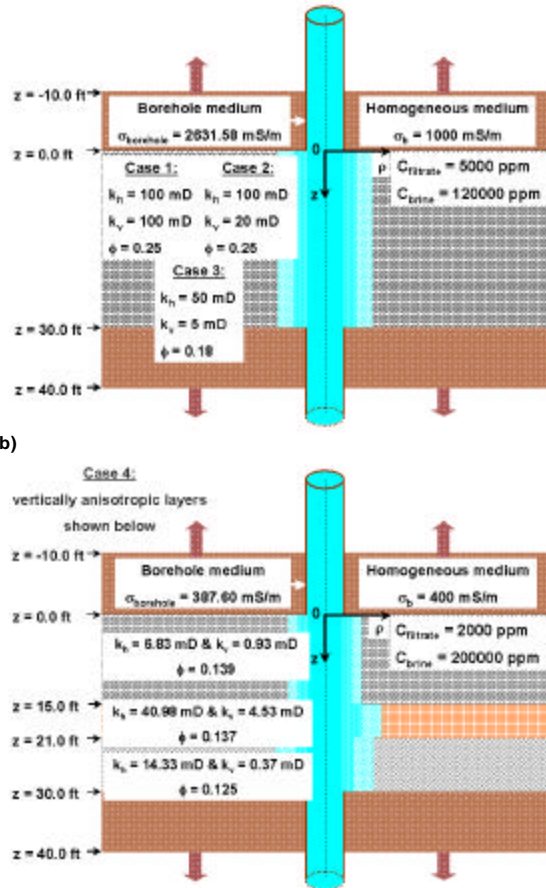 z = -10.0 ft
Borehole medium
σborehole = 2631.58 mS/m
Homogeneous medium
σb = 1000 mS/m
z = 0.0 ft
0
ρ
z
Case 1:
kh = 100 mD
kv = 100 mD
ϕ = 0.25
Case 2:
kh = 100 mD
kv = 20 mD
ϕ = 0.25
Cfiltrate = 5000 ppm
Cbrine = 120000 ppm
Case 3:
kh = 50 mD
kv = 5 mD
ϕ = 0.18
z = 30.0 ft
z = 40.0 ft
b)
Case 4:
vertically anisotropic layers
shown below
z = -10.0 ft
Borehole medium
σborehole = 387.60 mS/m
Homogeneous medium
σb = 400 mS/m
z = 0.0 ft
0
ρ
z
kh = 6.83 mD & kv = 0.93 mD
ϕ = 0.139
Cfiltrate = 2000 ppm
Cbrine = 200000 ppm
z = 15.0 ft
kh = 40.98 mD & kv = 4.53 mD
ϕ = 0.137
z = 21.0 ft
kh = 14.33 mD & kv = 0.37 mD
ϕ = 0.125
z = 30.0 ft
z = 40.0 ft